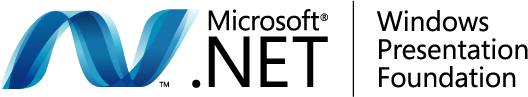 Microsoft®
.NET
™
Windows
Presentation
Foundation